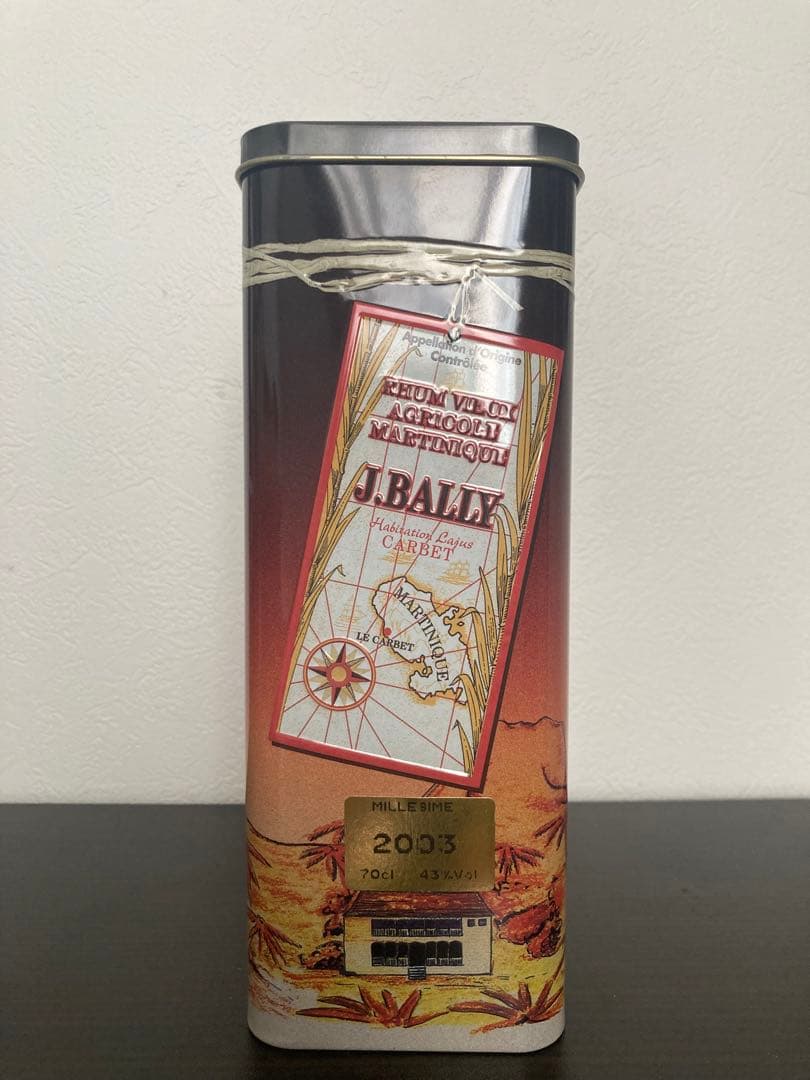 Appellation d'Origine
Contrôlée
RHUM VIEUX
AGRICOLE
MARTINIQUE
J.BALLY
Habitation Lajus
CARBET
MARTINIQUE
LE CARBET
MILLESIME
2003
70cl 43%Vol